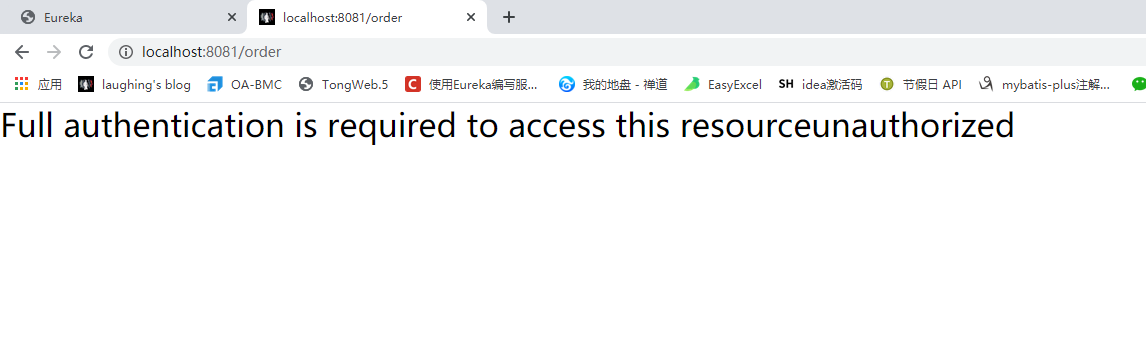 Eureka
localhost:8081/order
localhost:8081/order
应用 laughing's blog OA-BMC TongWeb.5 C 使用Eureka编写服... 我的地盘 - 禅道 EasyExcel SH idea激活码 T 节假日 API mybatis-plus注解...
Full authentication is required to access this resourceunauthorized